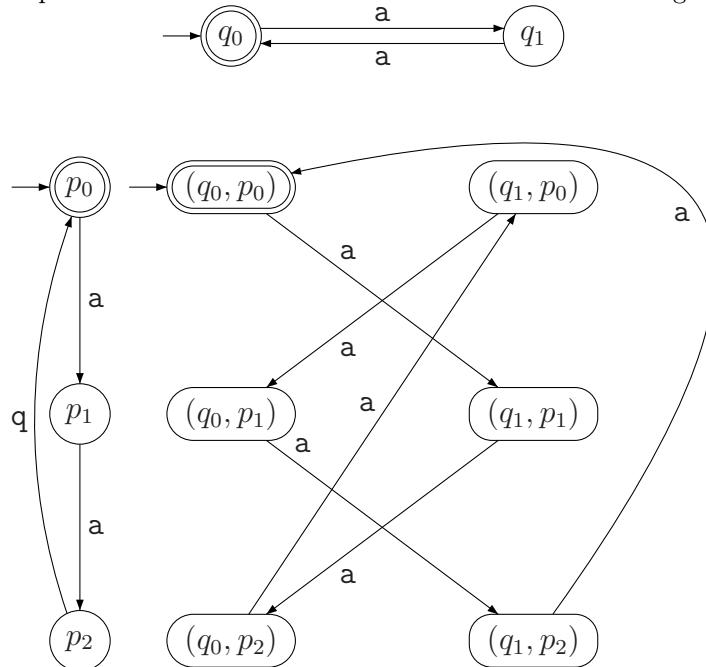 a
q₀ q₁
a
p₀ (q₀, p₀) (q₁, p₀)
a
a
a
a
a
p₁ (q₀, p₁) (q₁, p₁)
q
a
a
a
p₂ (q₀, p₂) (q₁, p₂)